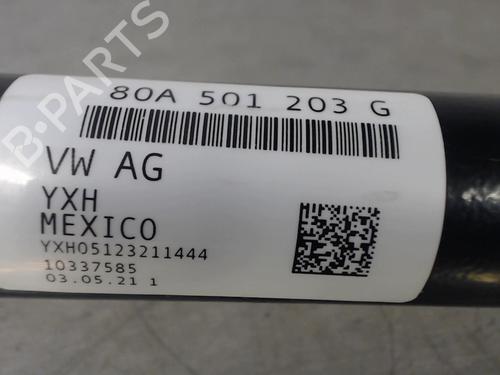 80A 501 203 G
VW AG
YXH
MEXICO
YXH05123211444
10337585
03.05.21 1
B-PARTS